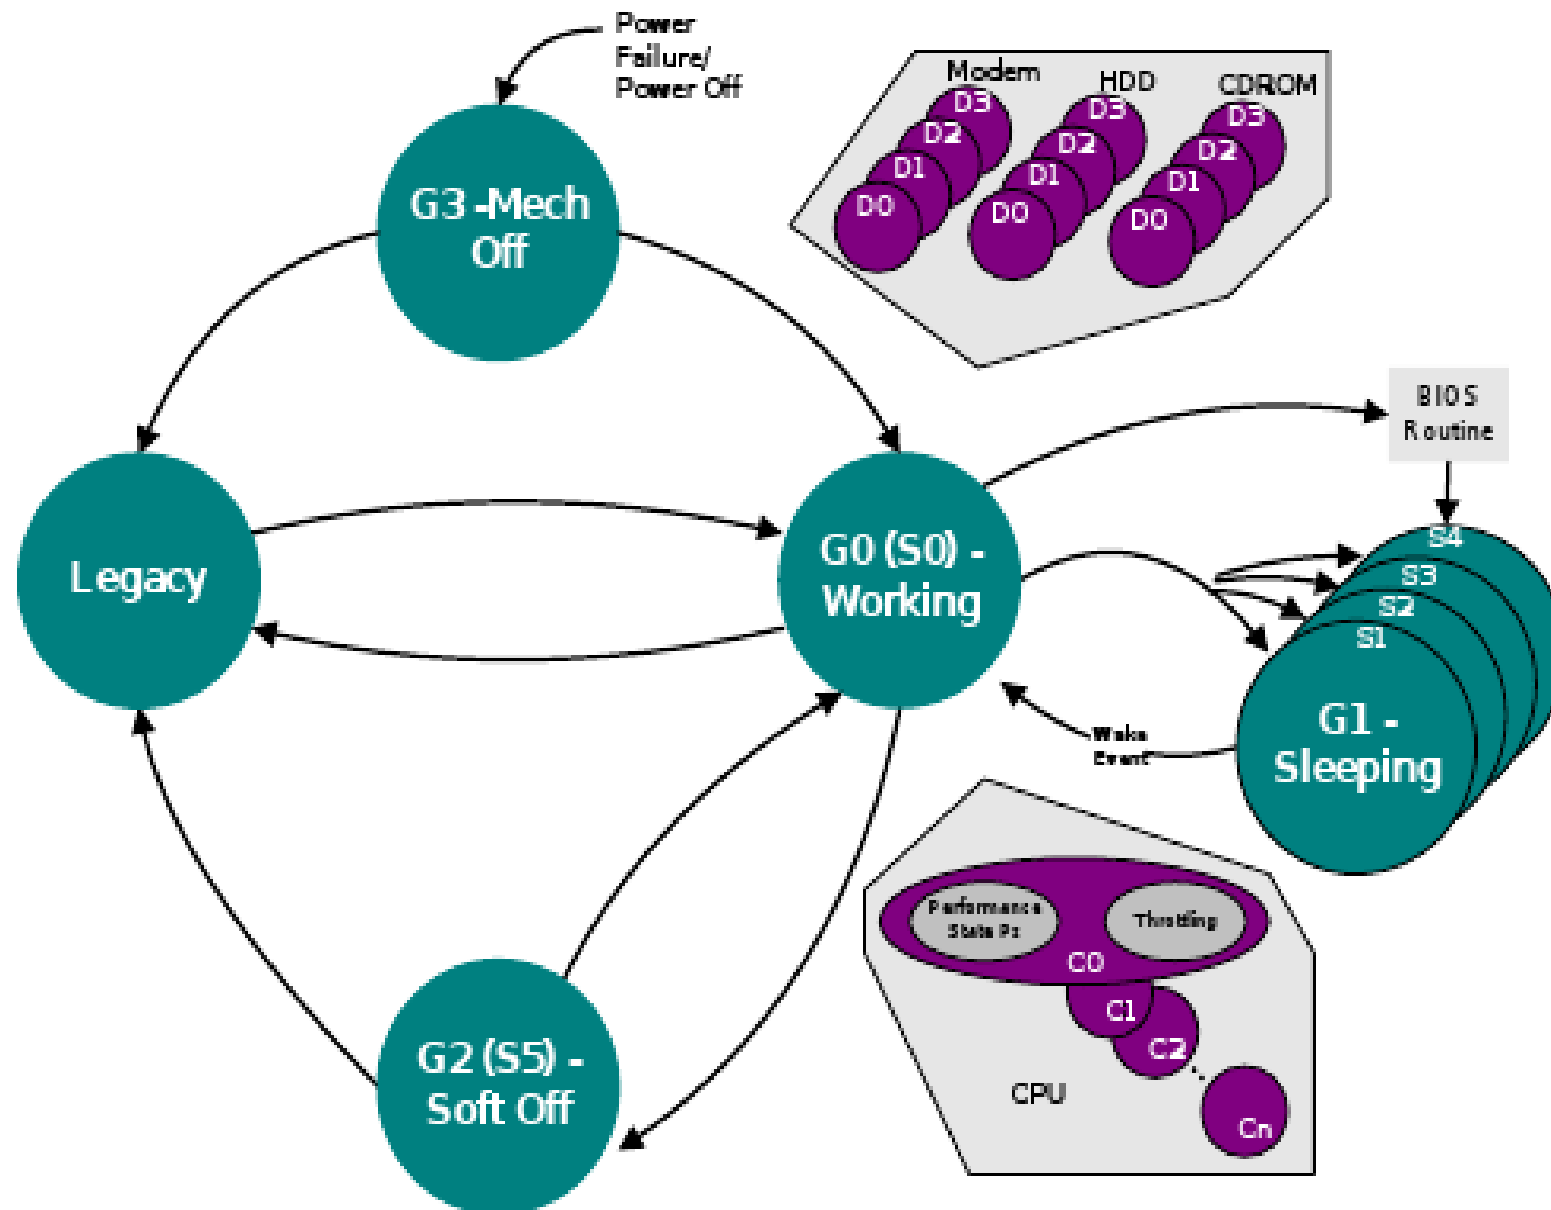 Power
Failure/
Power Off
Modem
HDD
CDROM
D3
D2
D1
D0
D3
D2
D1
D0
D3
D2
D1
D0
G3 -Mech
Off
BIOS
Routine
Legacy
G0 (S0) -
Working
S4
S3
S2
S1
G1 -
Sleeping
Wake
Event
Performance
State Px
Throttling
C0
C1
C2
Cn
CPU
G2 (S5) -
Soft Off